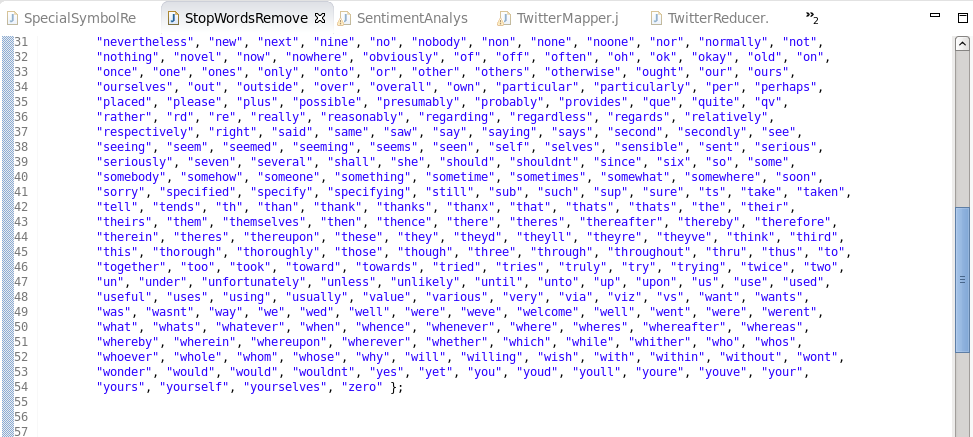 SpecialSymbolRe StopWordsRemove SentimentAnalys TwitterMapper.j TwitterReducer. »2
31 "nevertheless", "new", "next", "nine", "no", "nobody", "non", "none", "noone", "nor", "normally", "not",
32 "nothing", "novel", "now", "nowhere", "obviously", "of", "off", "often", "oh", "ok", "okay", "old", "on",
33 "once", "one", "ones", "only", "onto", "or", "other", "others", "otherwise", "ought", "our", "ours",
34 "ourselves", "out", "outside", "over", "overall", "own", "particular", "particularly", "per", "perhaps",
35 "placed", "please", "plus", "possible", "presumably", "probably", "provides", "que", "quite", "qv",
36 "rather", "rd", "re", "really", "reasonably", "regarding", "regardless", "regards", "relatively",
37 "respectively", "right", "said", "same", "saw", "say", "saying", "says", "second", "secondly", "see",
38 "seeing", "seem", "seemed", "seeming", "seems", "seen", "self", "selves", "sensible", "sent", "serious",
39 "seriously", "seven", "several", "shall", "she", "should", "shouldnt", "since", "six", "so", "some",
40 "somebody", "somehow", "someone", "something", "sometime", "sometimes", "somewhat", "somewhere", "soon",
41 "sorry", "specified", "specify", "specifying", "still", "sub", "such", "sup", "sure", "ts", "take", "taken",
42 "tell", "tends", "th", "than", "thank", "thanks", "thanx", "that", "thats", "thats", "the", "their",
43 "theirs", "them", "themselves", "then", "thence", "there", "theres", "thereafter", "thereby", "therefore",
44 "therein", "theres", "thereupon", "these", "they", "theyd", "theyll", "theyre", "theyve", "think", "third",
45 "this", "thorough", "thoroughly", "those", "though", "three", "through", "throughout", "thru", "thus", "to",
46 "together", "too", "took", "toward", "towards", "tried", "tries", "truly", "try", "trying", "twice", "two",
47 "un", "under", "unfortunately", "unless", "unlikely", "until", "unto", "up", "upon", "us", "use", "used",
48 "useful", "uses", "using", "usually", "value", "various", "very", "via", "viz", "vs", "want", "wants",
49 "was", "wasnt", "way", "we", "wed", "well", "were", "weve", "welcome", "well", "went", "were", "werent",
50 "what", "whats", "whatever", "when", "whence", "whenever", "where", "wheres", "whereafter", "whereas",
51 "whereby", "wherein", "whereupon", "wherever", "whether", "which", "while", "whither", "who", "whos",
52 "whoever", "whole", "whom", "whose", "why", "will", "willing", "wish", "with", "within", "without", "wont",
53 "wonder", "would", "would", "wouldnt", "yes", "yet", "you", "youd", "youll", "youre", "youve", "your",
54 "yours", "yourself", "yourselves", "zero" };
55
56
57